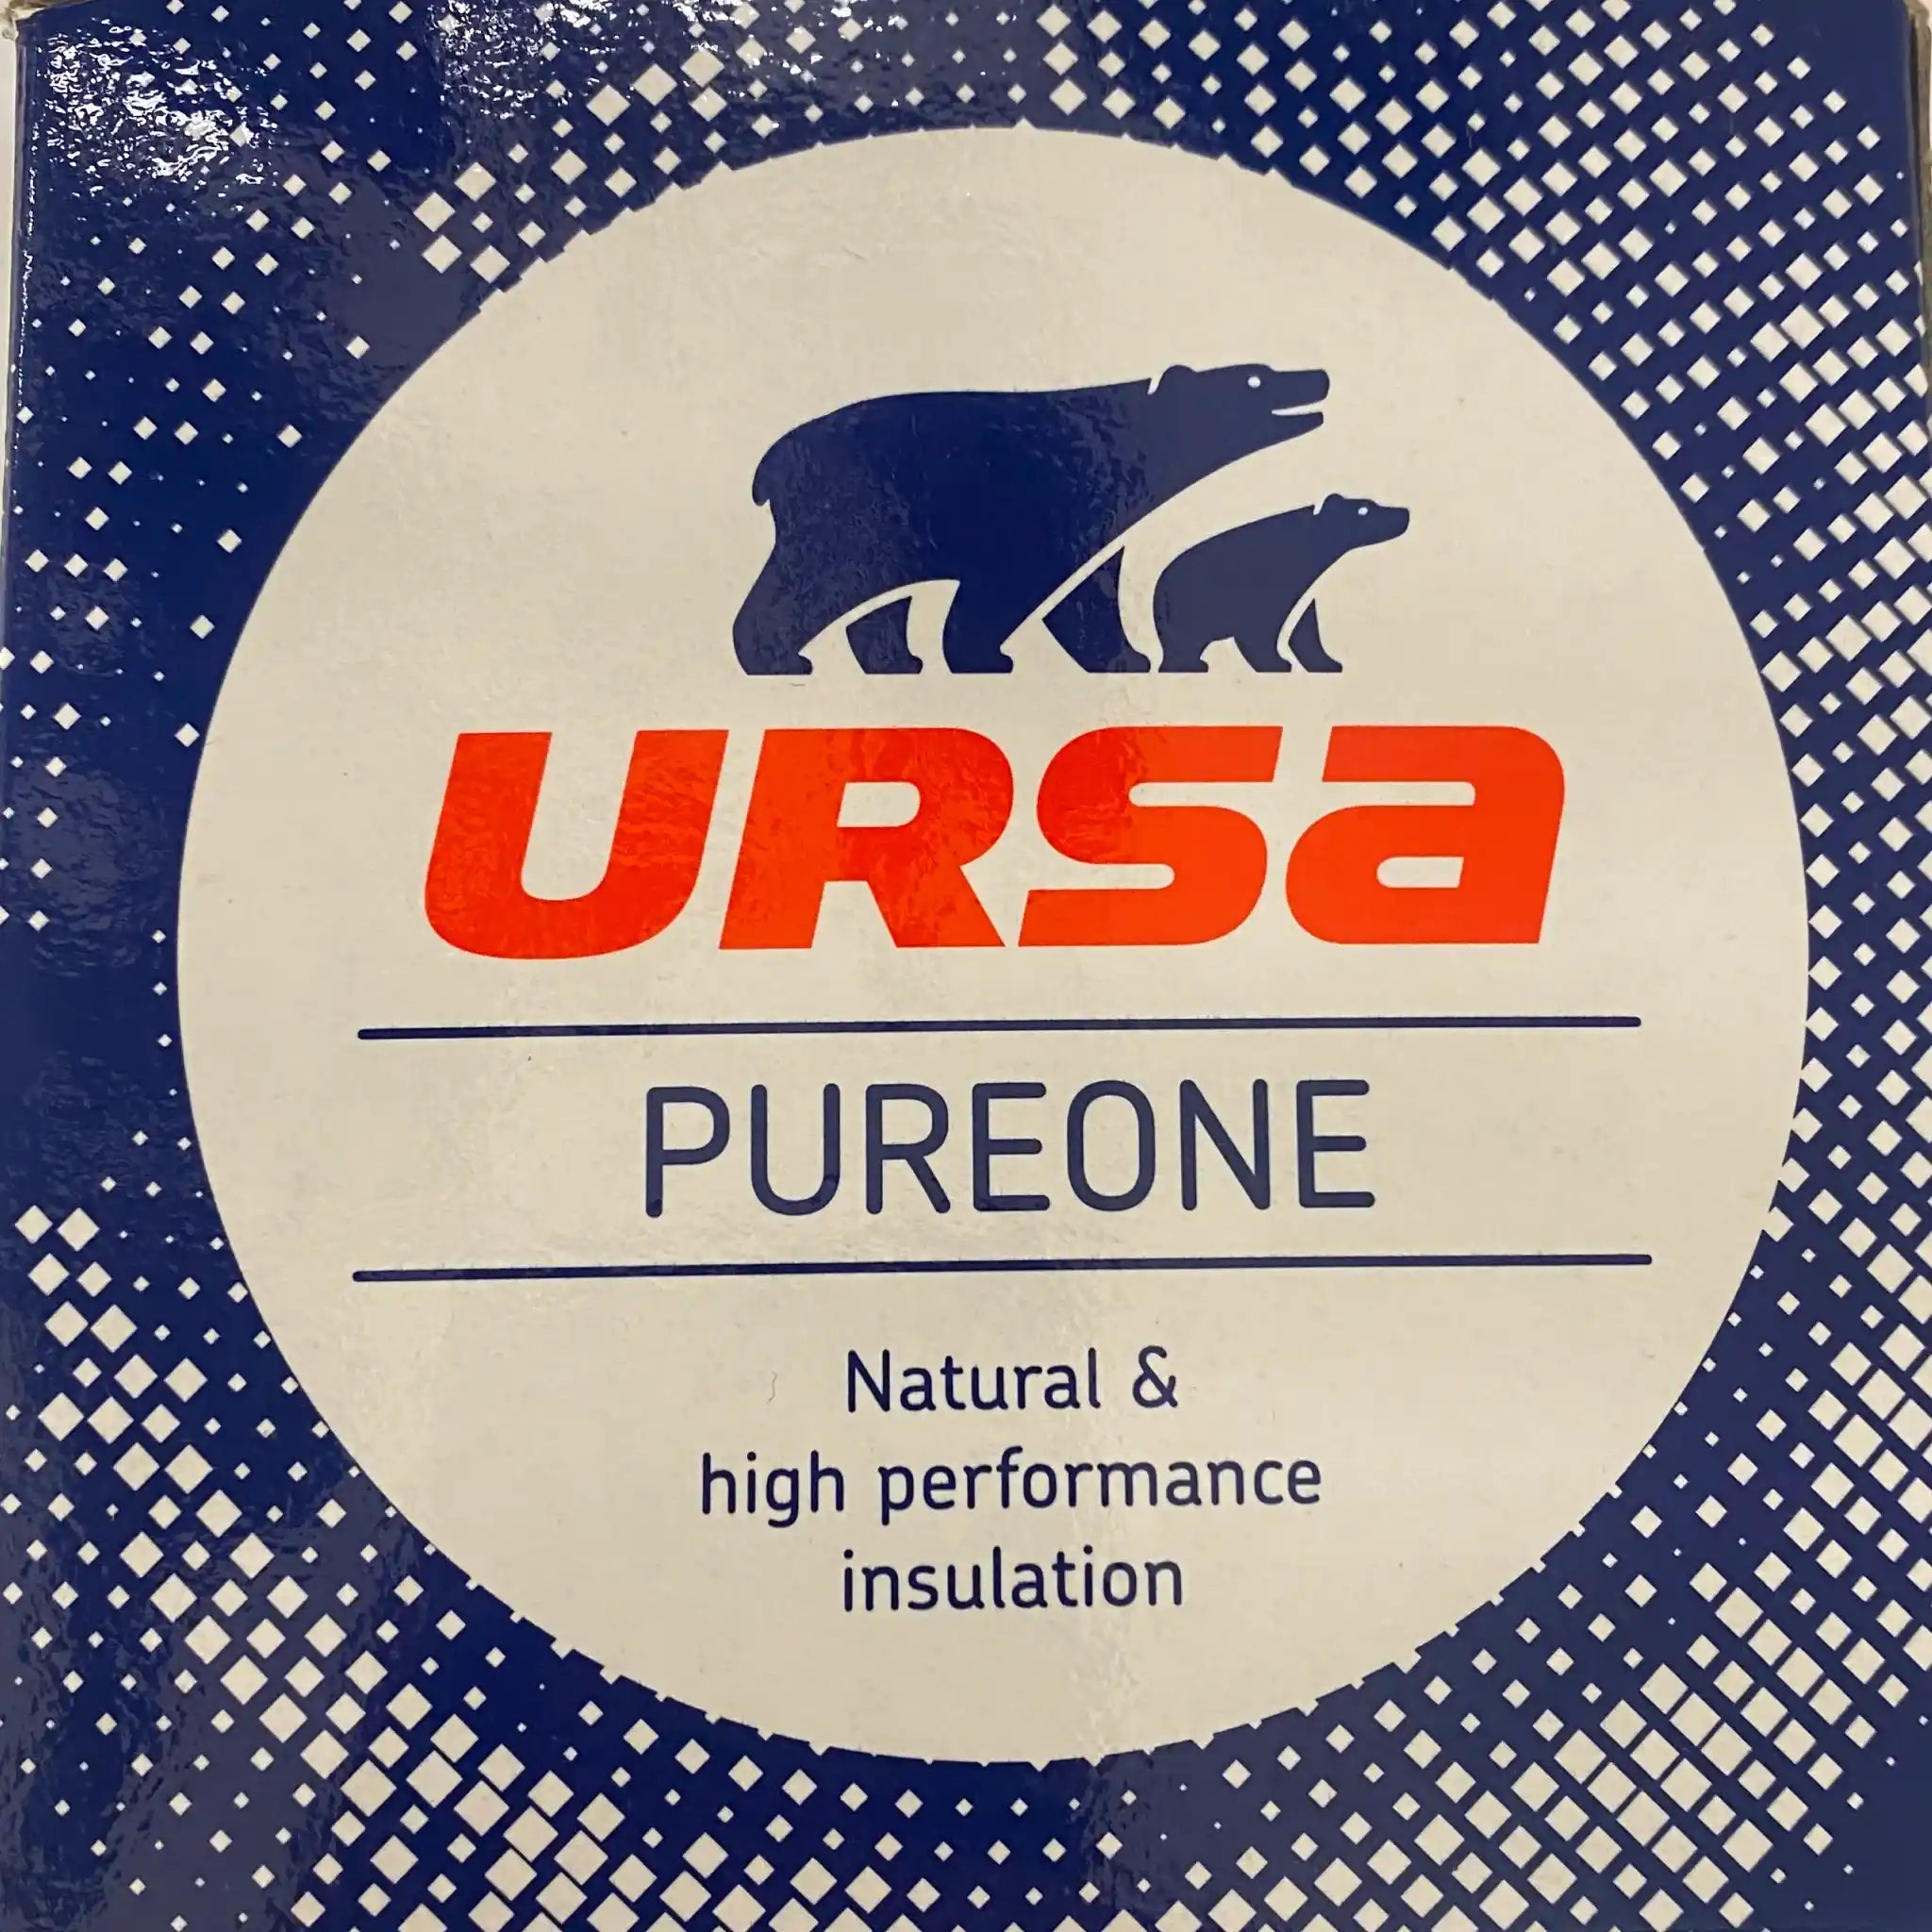 URSa
PUREONE
Natural &
high performance
insulation